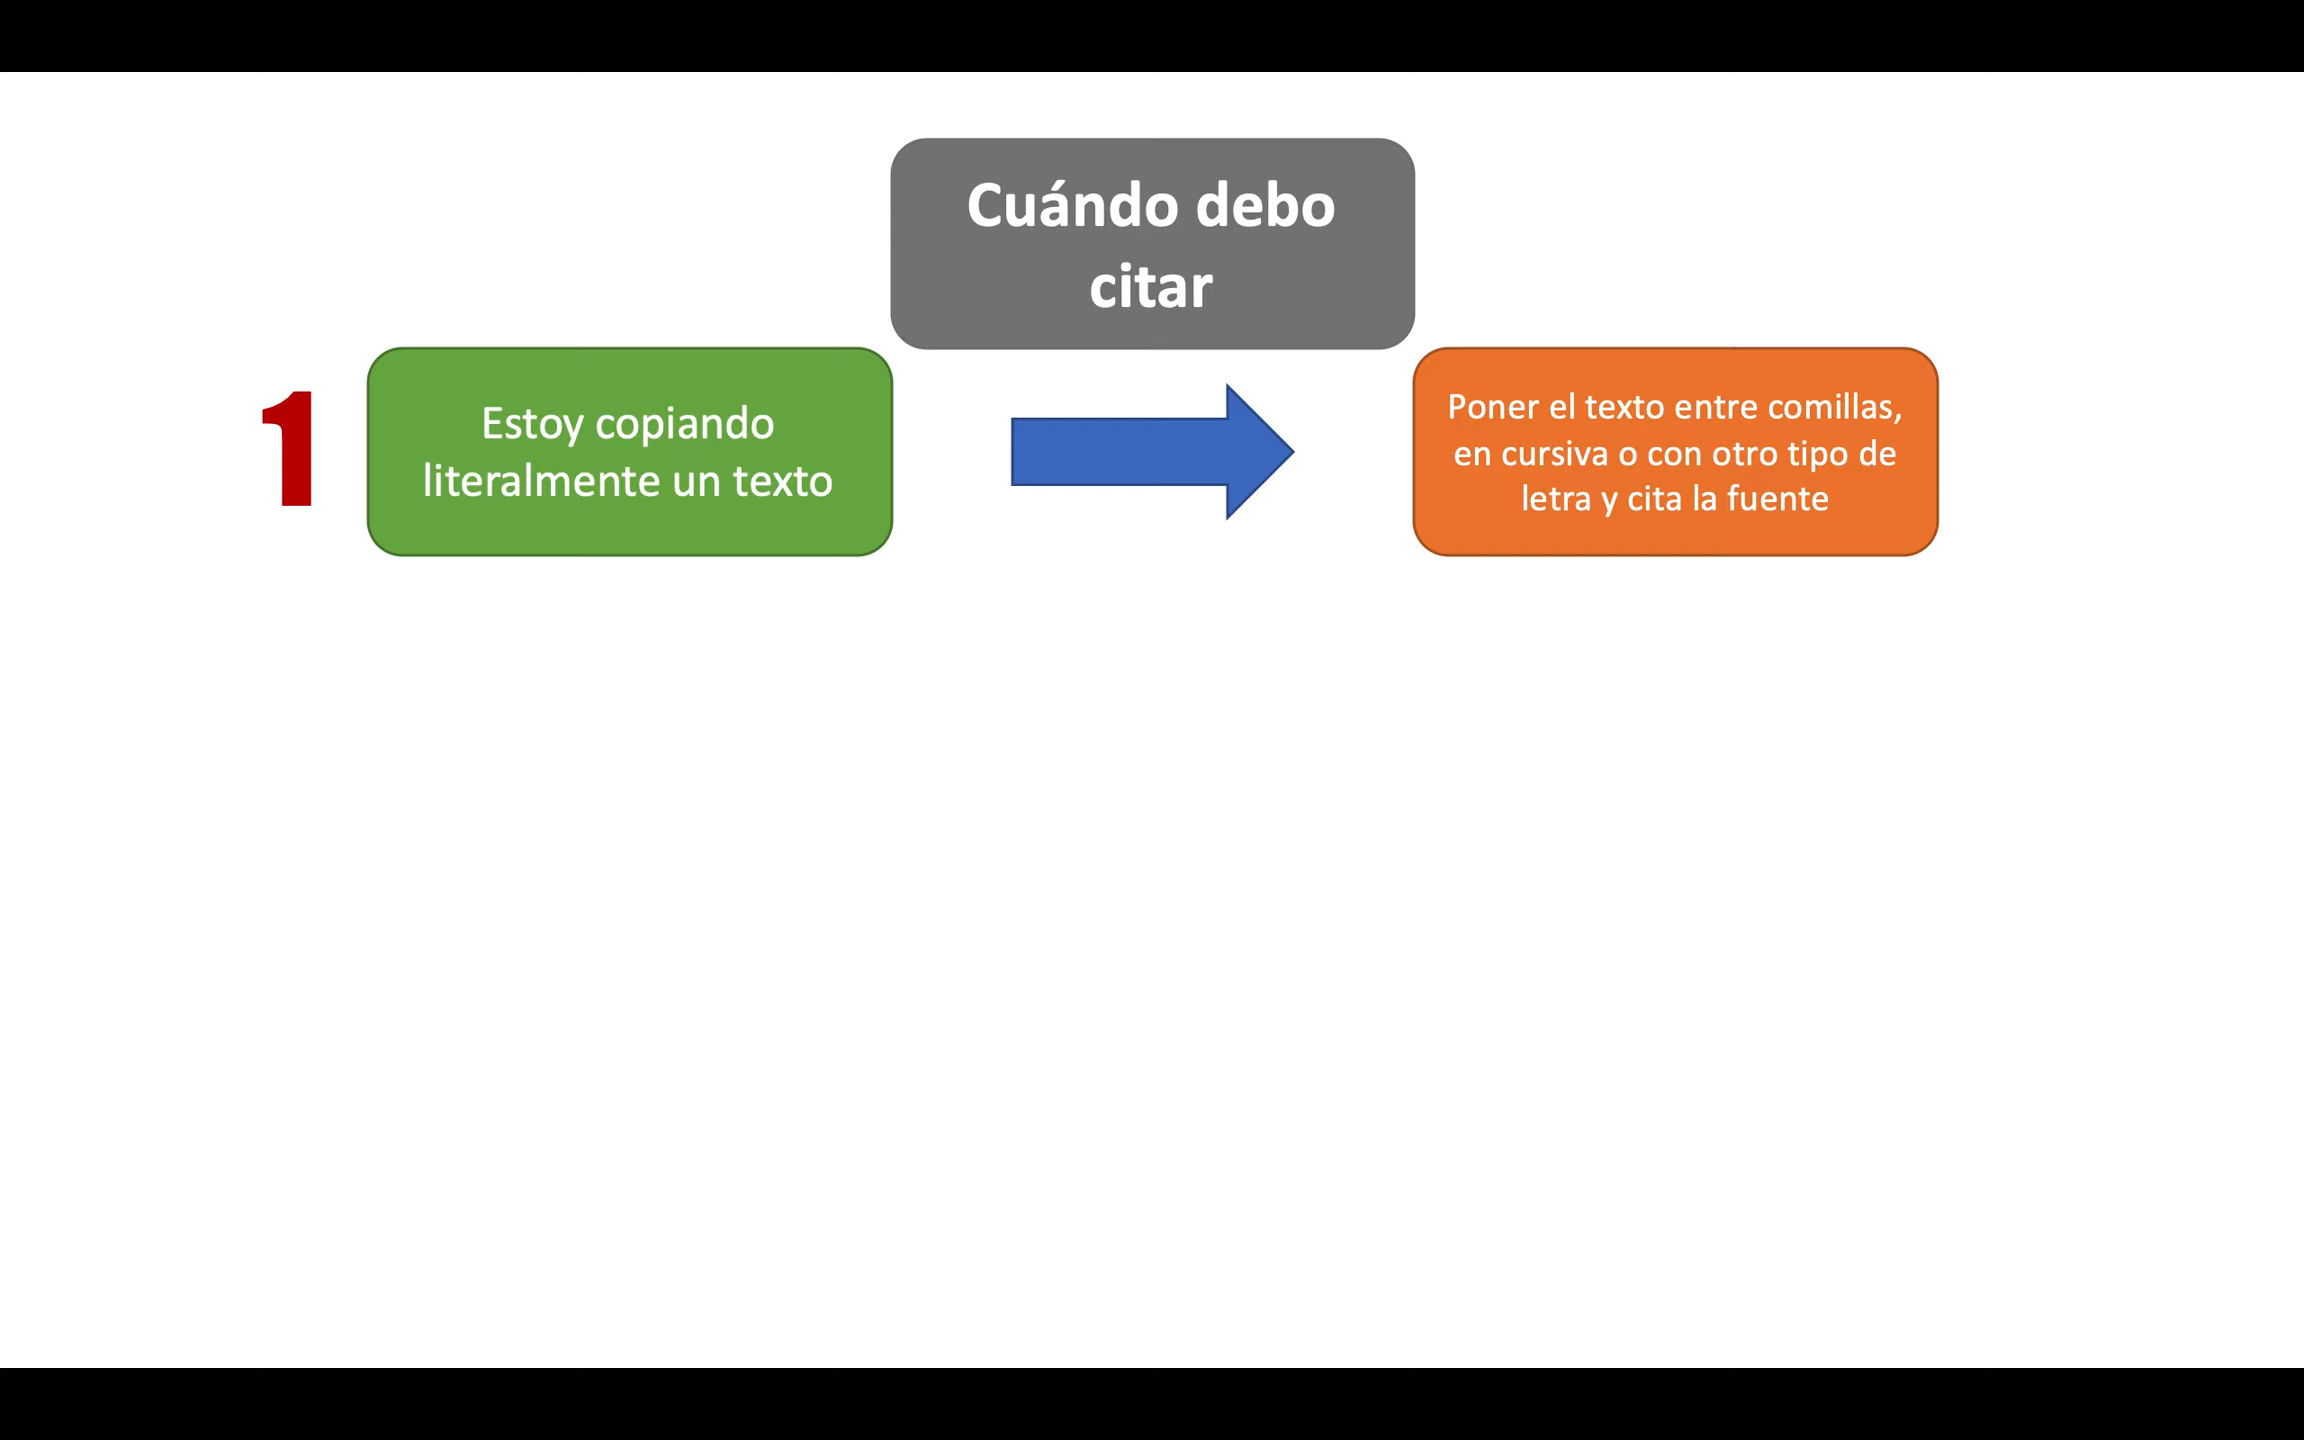 Cuándo debo
citar
1
Estoy copiando
literalmente un texto
Poner el texto entre comillas,
en cursiva o con otro tipo de
letra y cita la fuente